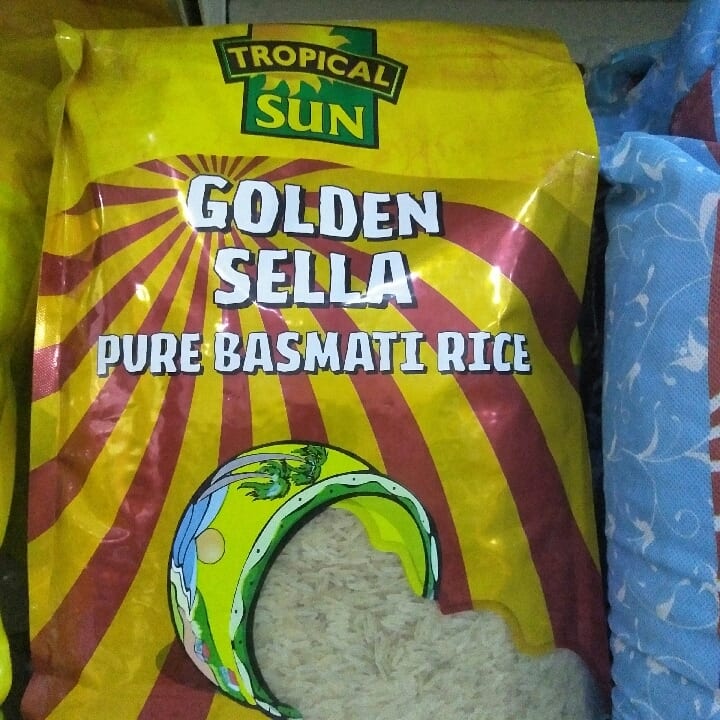 TROPICAL
SUN
GOLDEN
SELLA
PURE BASMATI RICE